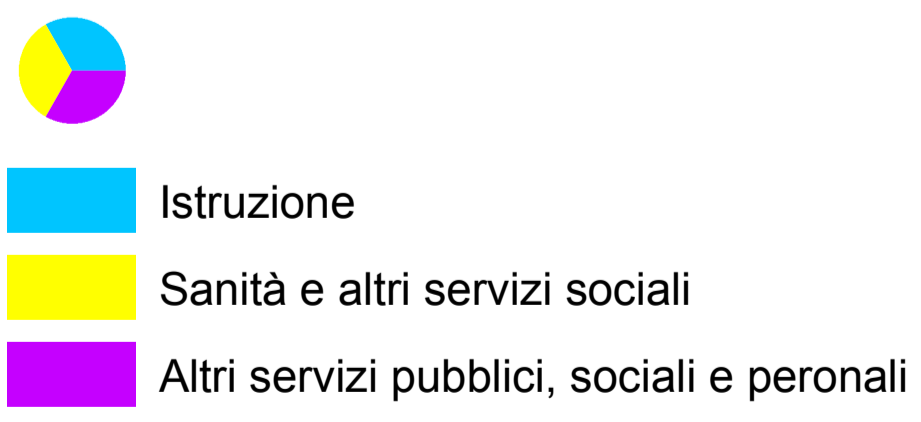 Istruzione
Sanità e altri servizi sociali
Altri servizi pubblici, sociali e peronali